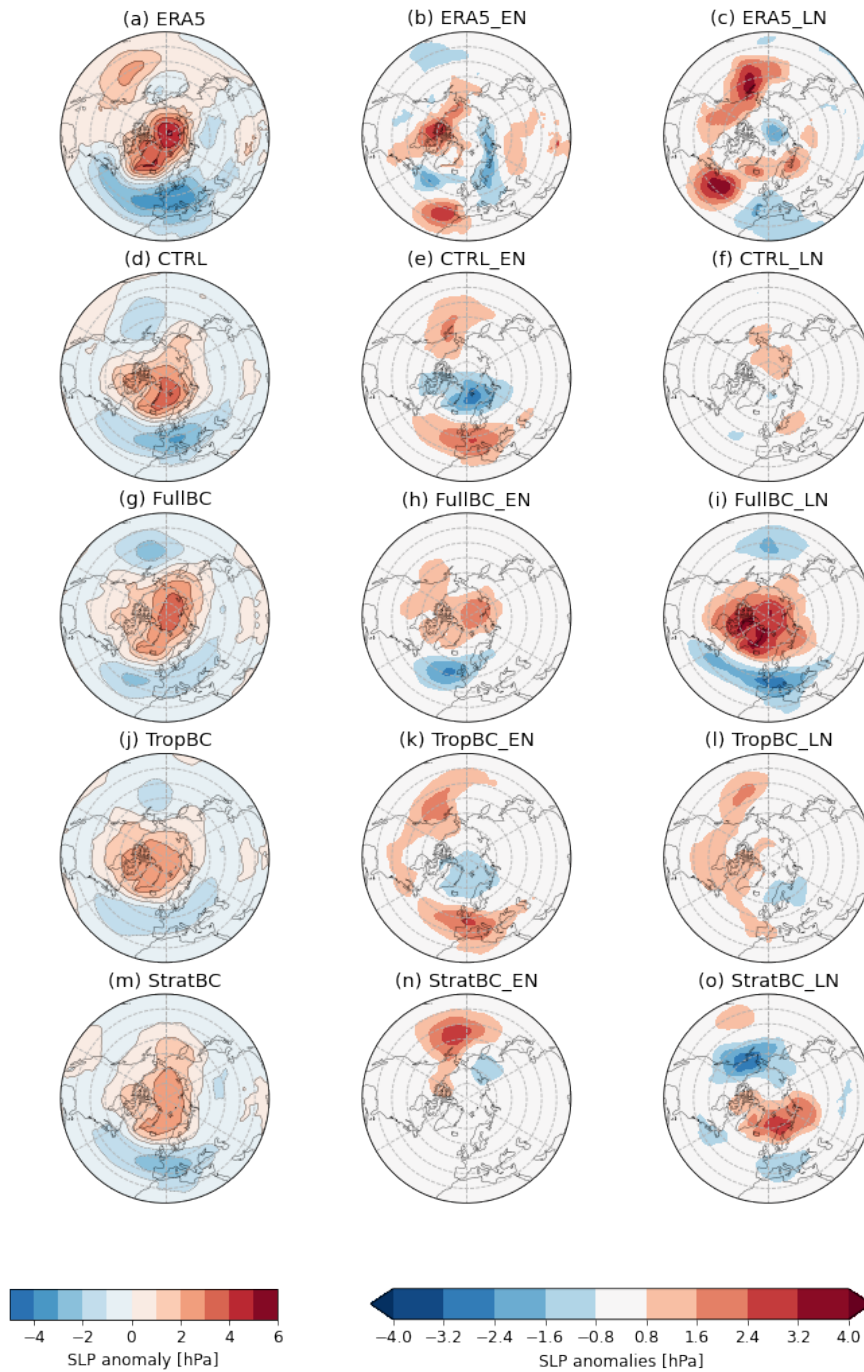 (a) ERA5 (b) ERA5_EN (c) ERA5_LN
(d) CTRL (e) CTRL_EN (f) CTRL_LN
(g) FullBC (h) FullBC_EN (i) FullBC_LN
(j) TropBC (k) TropBC_EN (l) TropBC_LN
(m) StratBC (n) StratBC_EN (o) StratBC_LN
−4 −2 0 2 4 6
SLP anomaly [hPa]
−4.0 −3.2 −2.4 −1.6 −0.8 0.8 1.6 2.4 3.2 4.0
SLP anomalies [hPa]